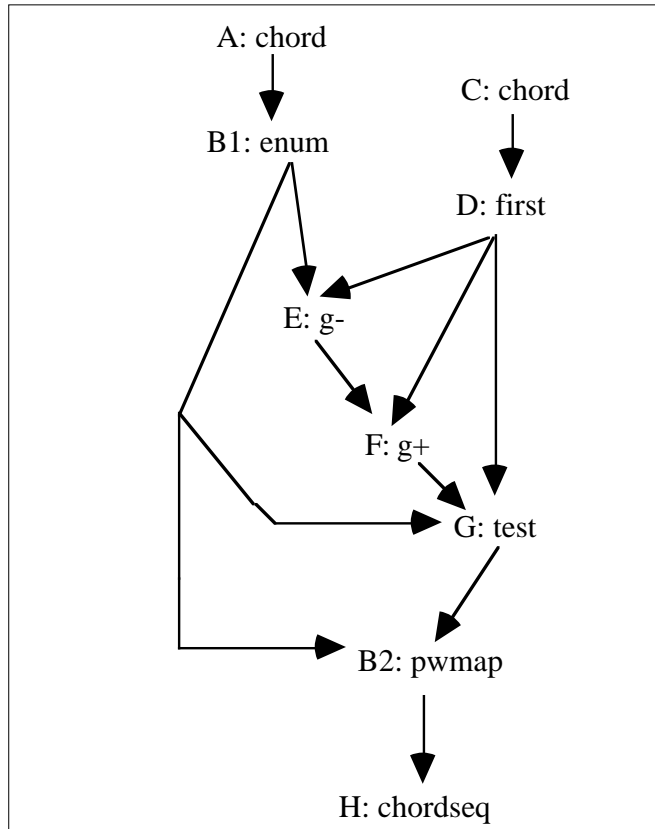 A: chord
C: chord
B1: enum
D: first
E: g-
F: g+
G: test
B2: pwmap
H: chordseq